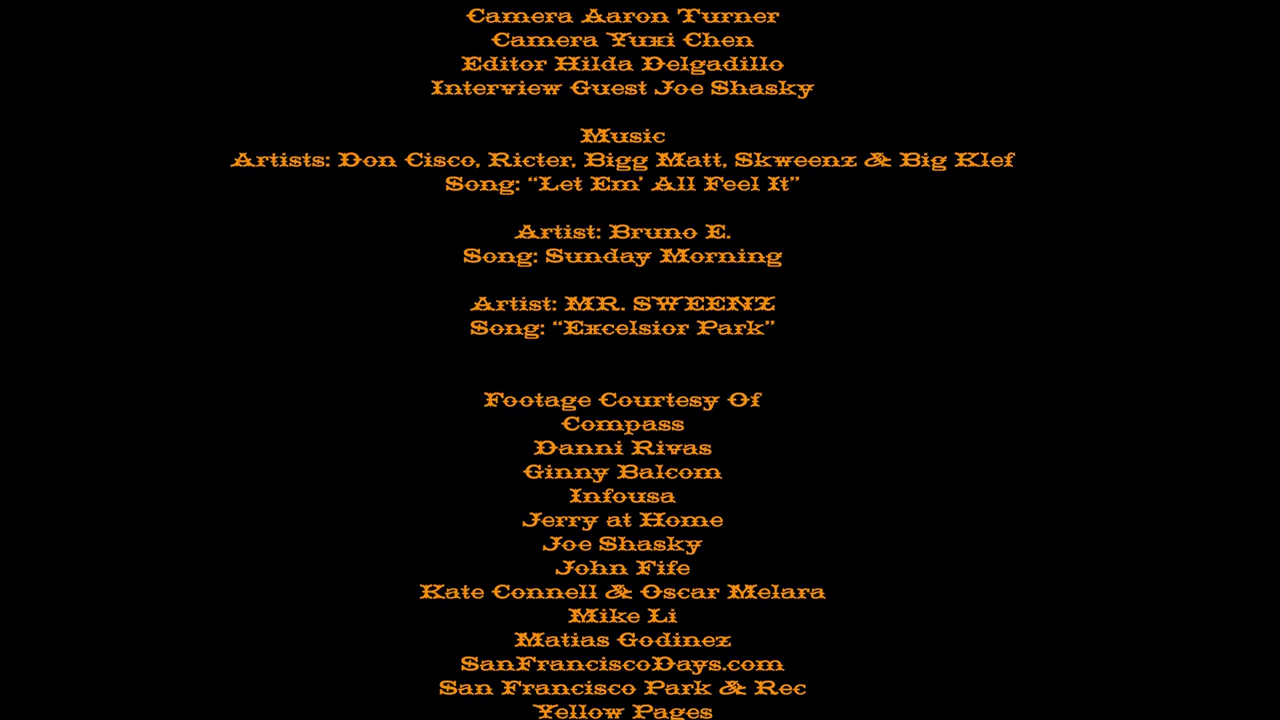 Camera Aaron Turner
Camera Yuxi Chen
Editor Hilda Delgadillo
Interview Guest Joe Shasky
Music
Artists: Don Cisco, Ricter, Bigg Matt, Skweenz & Big Klef
Song: “Let Em’ All Feel It”
Artist: Bruno E.
Song: Sunday Morning
Artist: MR. SWEENZ
Song: “Excelsior Park”
Footage Courtesy Of
Compass
Danni Rivas
Ginny Balcom
Infousa
Jerry at Home
Joe Shasky
John Fife
Kate Connell & Oscar Melara
Mike Li
Matias Godinez
SanFranciscoDays.com
San Francisco Park & Rec
Yellow Pages